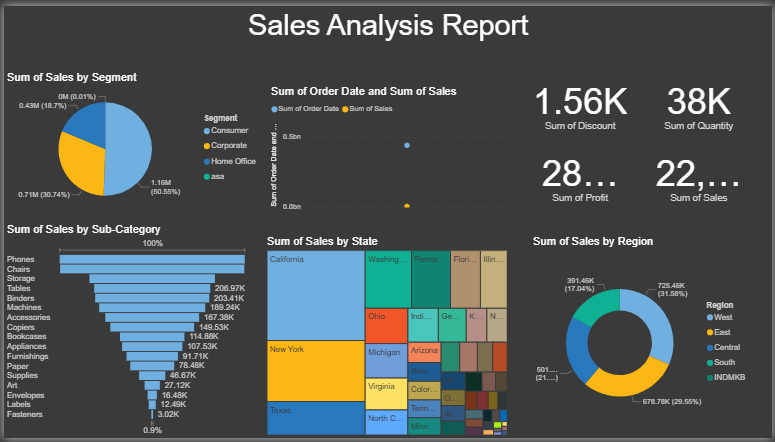 Sales Analysis Report
Sum of Sales by Segment
0M (0.01%)
0.43M (18.7%)
0.71M (30.74%)
1.16M
(50.55%)
Segment
Consumer
Corporate
Home Office
asa
Sum of Order Date and Sum of Sales
Sum of Order Date
Sum of Sales
Sum of Order Date and ...
0.5bn
0.0bn
1.56K
Sum of Discount
38K
Sum of Quantity
28...
Sum of Profit
22,...
Sum of Sales
Sum of Sales by Sub-Category
100%
Phones
Chairs
Storage
Tables
206.97K
Binders
203.41K
Machines
189.24K
Accessories
167.38K
Copiers
149.53K
Bookcases
114.88K
Appliances
107.53K
Furnishings
91.71K
Paper
78.48K
Supplies
46.67K
Art
27.12K
Envelopes
16.48K
Labels
12.49K
Fasteners
3.02K
0.9%
Sum of Sales by State
California
Washing...
Penns...
Flori...
Illin...
New York
Ohio
Indi...
Ge...
K...
N...
Michigan
Arizona
Wisc...
Texas
Virginia
Color...
O...
North C...
Tenn...
Al...
Minn...
Sum of Sales by Region
391.46K
(17.04%)
725.46K
(31.58%)
501....
(21....)
678.78K (29.55%)
Region
West
East
Central
South
INDMKB